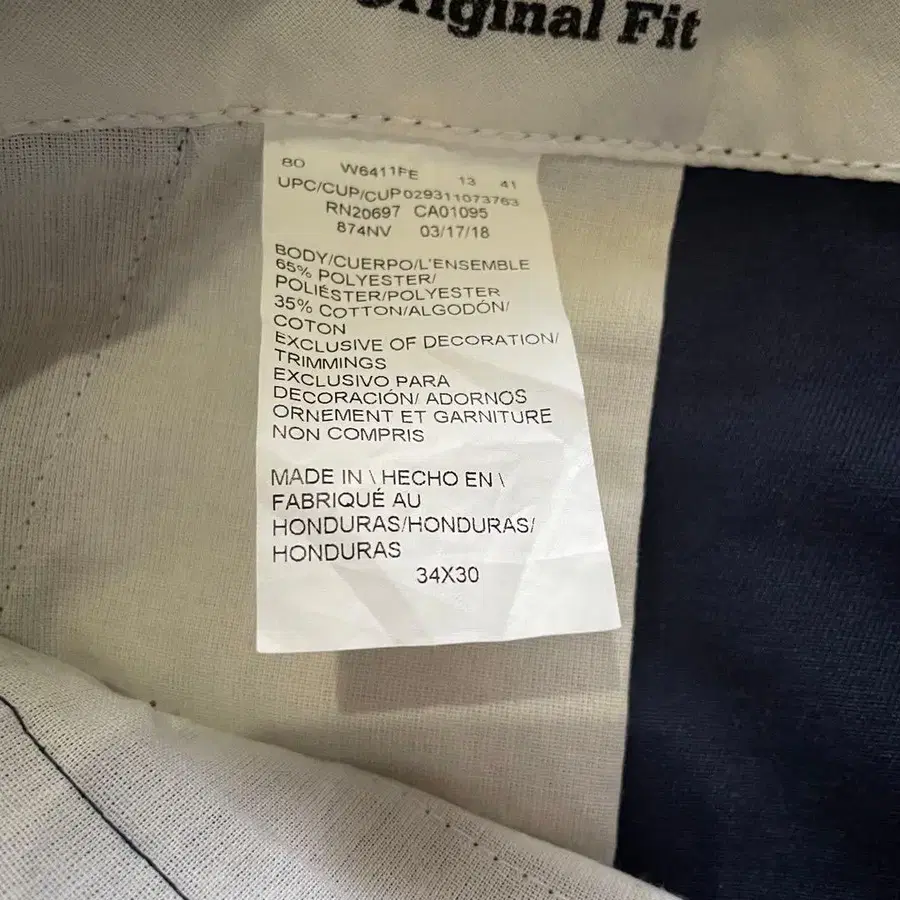 Original Fit
80 W6411FE 13 41
UPC/CUP/CUP029311073763
RN20697 CA01095
874NV 03/17/18
BODY/CUERPO/L'ENSEMBLE
65% POLYESTER/
POLIÉSTER/POLYESTER
35% COTTON/ALGODÓN/
COTON
EXCLUSIVE OF DECORATION/
TRIMMINGS
EXCLUSIVO PARA
DECORACIÓN/ ADORNOS
ORNEMENT ET GARNITURE
NON COMPRIS
MADE IN \ HECHO EN \
FABRIQUÉ AU
HONDURAS/HONDURAS/
HONDURAS
34X30